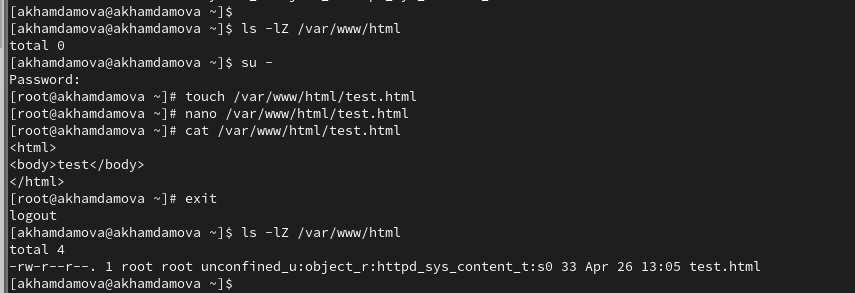 [akhamdamova@akhamdamova ~]$
[akhamdamova@akhamdamova ~]$ ls -lZ /var/www/html
total 0
[akhamdamova@akhamdamova ~]$ su -
Password:
[root@akhamdamova ~]# touch /var/www/html/test.html
[root@akhamdamova ~]# nano /var/www/html/test.html
[root@akhamdamova ~]# cat /var/www/html/test.html
<html>
<body>test</body>
</html>
[root@akhamdamova ~]# exit
logout
[akhamdamova@akhamdamova ~]$ ls -lZ /var/www/html
total 4
-rw-r--r--. 1 root root unconfined_u:object_r:httpd_sys_content_t:s0 33 Apr 26 13:05 test.html
[akhamdamova@akhamdamova ~]$